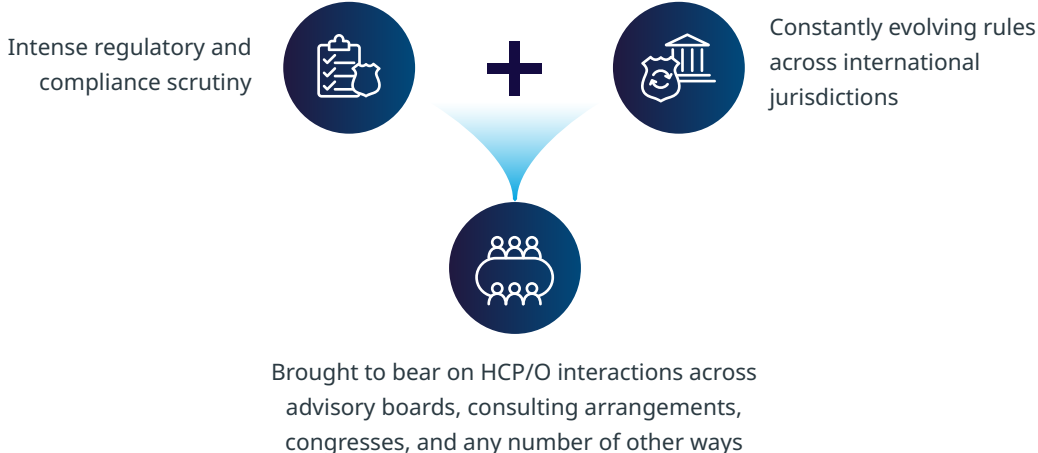 Intense regulatory and
compliance scrutiny
Constantly evolving rules
across international
jurisdictions
Brought to bear on HCP/O interactions across
advisory boards, consulting arrangements,
congresses, and any number of other ways